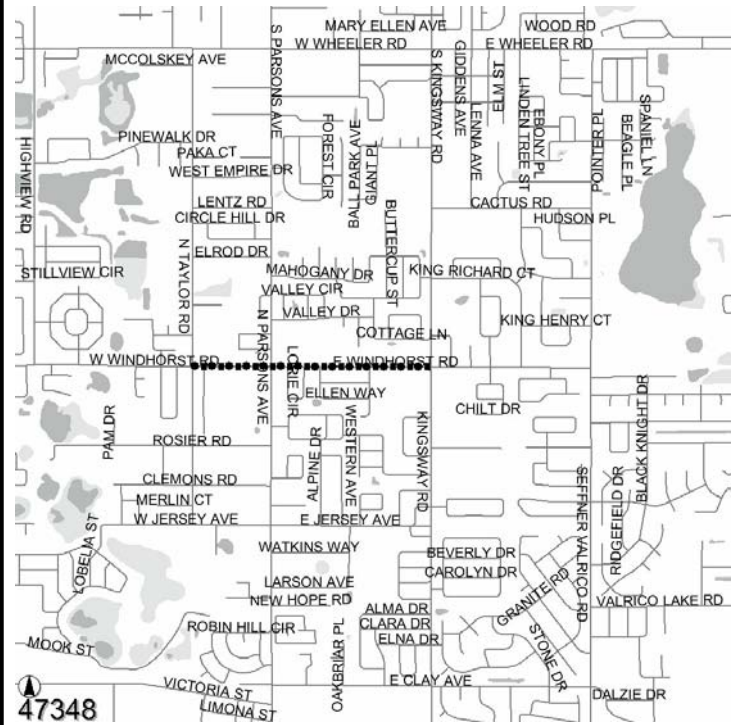 MARY ELLEN AVE
WOOD RD
W WHEELER RD
E WHEELER RD
MCCOLSKEY AVE
S PARSONS AVE
S KINGSWAY RD
GIDDENS AVE
ELM ST
LENNA AVE
LINDEN TREE ST
EBONY PL
POINTER PL
SPANIEL LN
BEAGLE PL
HIGHVIEW RD
PINEWALK DR
PAKA CT
WEST EMPIRE DR
FOREST CIR
BALL PARK AVE
GIANT PL
LENTZ RD
CIRCLE HILL DR
BUTTERCUP ST
CACTUS RD
HUDSON PL
N TAYLOR RD
ELROD DR
STILLVIEW CIR
MAHOGANY DR
KING RICHARD CT
VALLEY CIR
VALLEY DR
N PARSONS AVE
COTTAGE LN
KING HENRY CT
W WINDHORST RD
E WINDHORST RD
LORIE CIR
ELLEN WAY
CHILT DR
BLACK KNIGHT DR
PAM DR
ROSIER RD
ALPINE DR
WESTERN AVE
KINGSWAY RD
CLEMONS RD
MERLIN CT
W JERSEY AVE
E JERSEY AVE
SEFFNER VALRICO RD
RIDGEFIELD DR
LOBELIA ST
WATKINS WAY
BEVERLY DR
CAROLYN DR
LARSON AVE
NEW HOPE RD
GRANITE RD
VALRICO LAKE RD
ALMA DR
CLARA DR
ELNA DR
ROBIN HILL CIR
OAKBRIAR PL
STONE DR
MOOK ST
VICTORIA ST
E CLAY AVE
LIMONA ST
DALZIE DR
47348